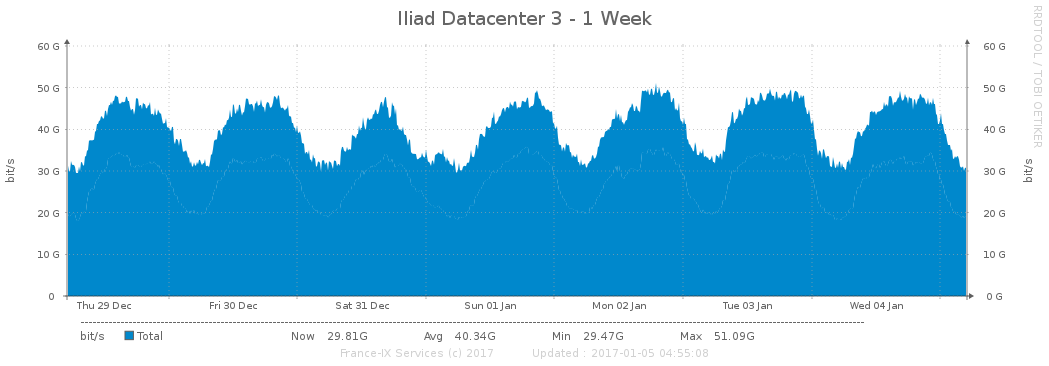 Iliad Datacenter 3 - 1 Week
RRDTOOL / TOBI OETIKER
60 G 60 G
50 G 50 G
40 G 40 G
30 G 30 G
20 G 20 G
10 G 10 G
0 0 G
bit/s bit/s
Thu 29 Dec Fri 30 Dec Sat 31 Dec Sun 01 Jan Mon 02 Jan Tue 03 Jan Wed 04 Jan
bit/s Total Now 29.81G Avg 40.34G Min 29.47G Max 51.09G
France-IX Services (c) 2017 Updated : 2017-01-05 04:55:08